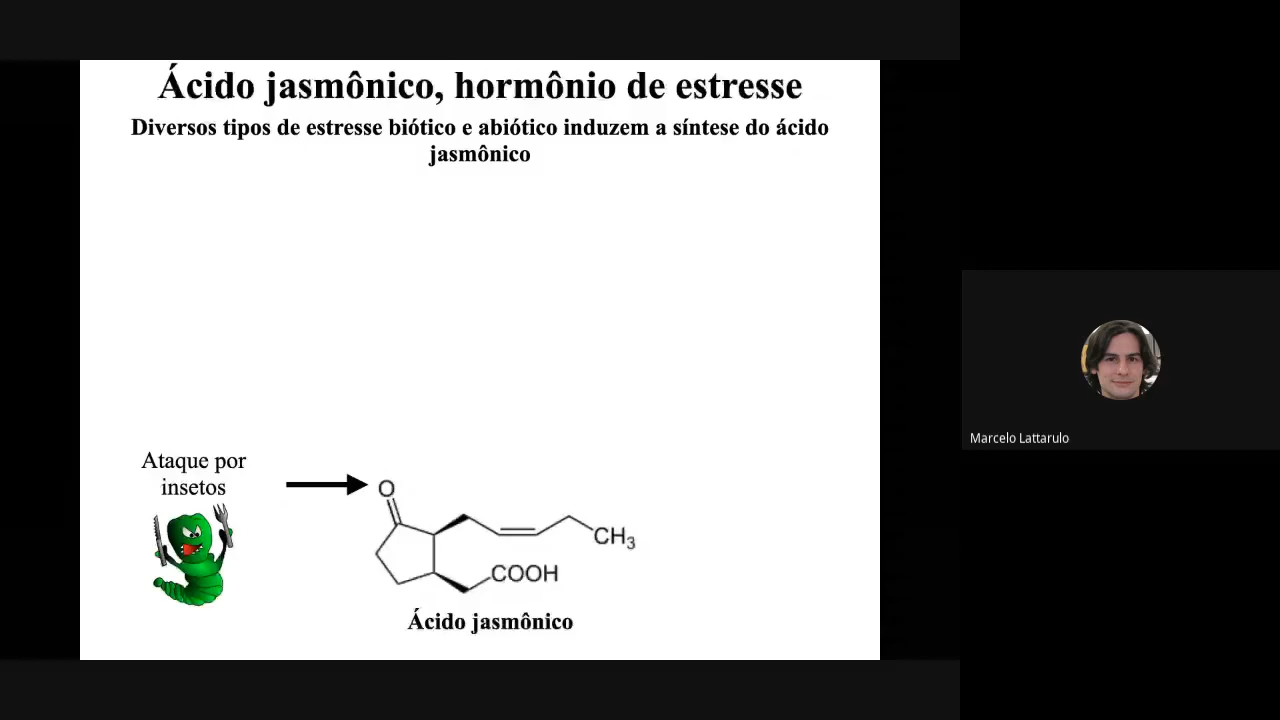 Ácido jasmônico, hormônio de estresse
Diversos tipos de estresse biótico e abiótico induzem a síntese do ácido
jasmônico
Ataque por
insetos
O
CH₃
COOH
Ácido jasmônico
Marcelo Lattarulo